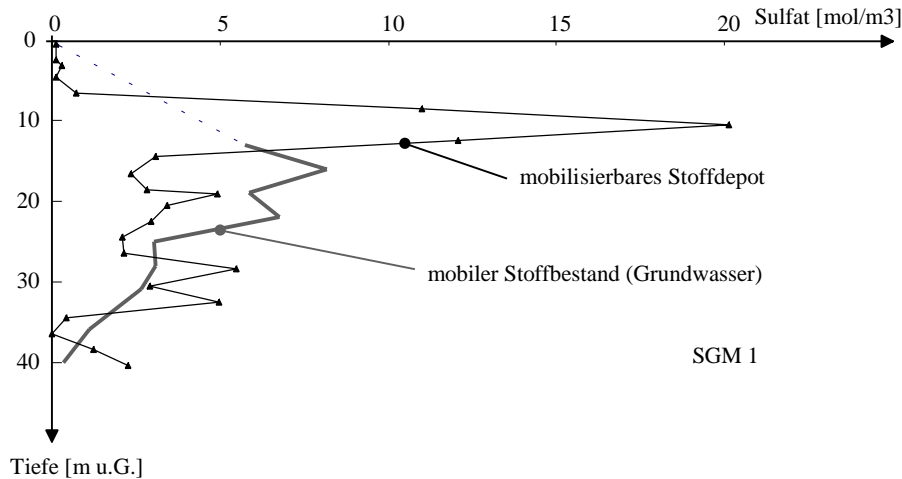 0 5 10 15 20 Sulfat [mol/m3]
0
10
20
30
40
mobilisierbares Stoffdepot
mobiler Stoffbestand (Grundwasser)
SGM 1
Tiefe [m u.G.]